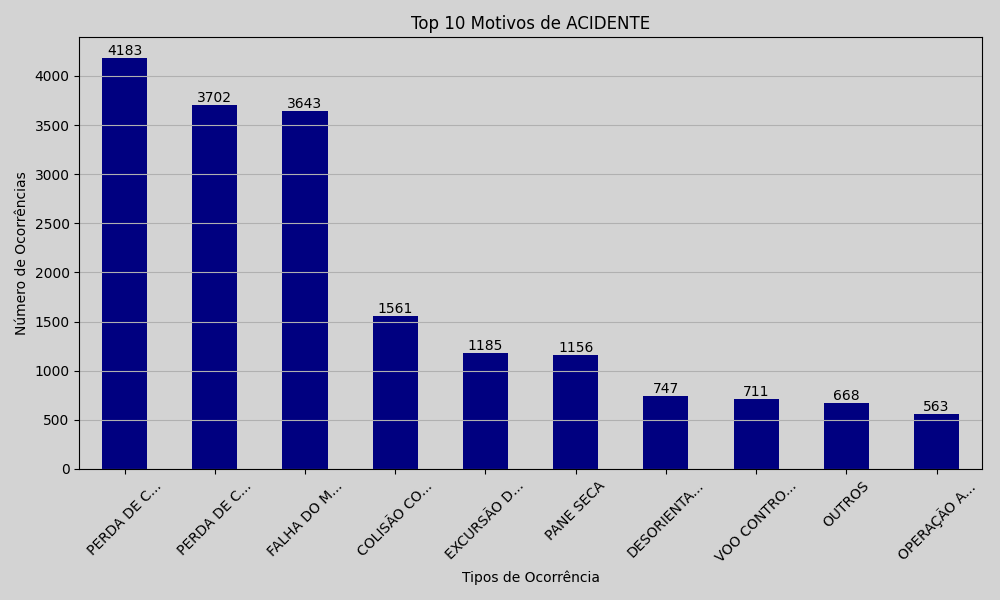 Top 10 Motivos de ACIDENTE
Número de Ocorrências
4000
3500
3000
2500
2000
1500
1000
500
0
4183
3702
3643
1561
1185
1156
747
711
668
563
PERDA DE C...
PERDA DE C...
FALHA DO M...
COLISÃO CO...
EXCURSÃO D...
PANE SECA
DESORIENTA...
VOO CONTRO...
OUTROS
OPERAÇÃO A...
Tipos de Ocorrência